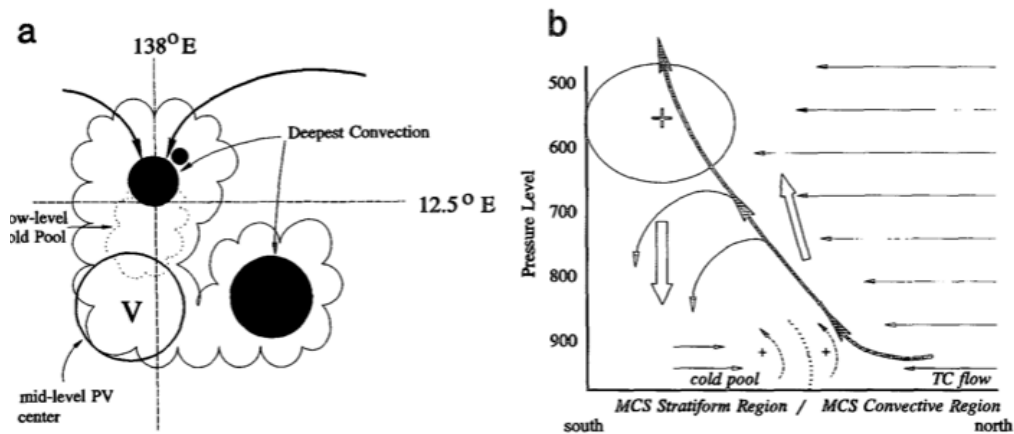 a
138° E
Deepest Convection
12.5° E
ow-level
old Pool
V
mid-level PV
center
b
500
600
700
800
900
Pressure Level
+
+
+
cold pool
TC flow
MCS Stratiform Region / MCS Convective Region
south
north